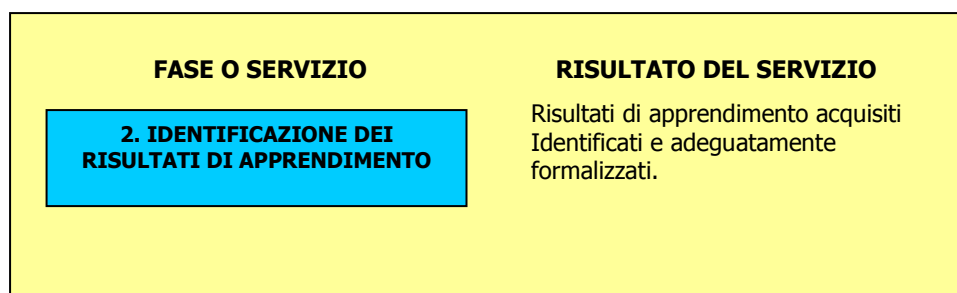 FASE O SERVIZIO
2. IDENTIFICAZIONE DEI
RISULTATI DI APPRENDIMENTO
RISULTATO DEL SERVIZIO
Risultati di apprendimento acquisiti
Identificati e adeguatamente
formalizzati.